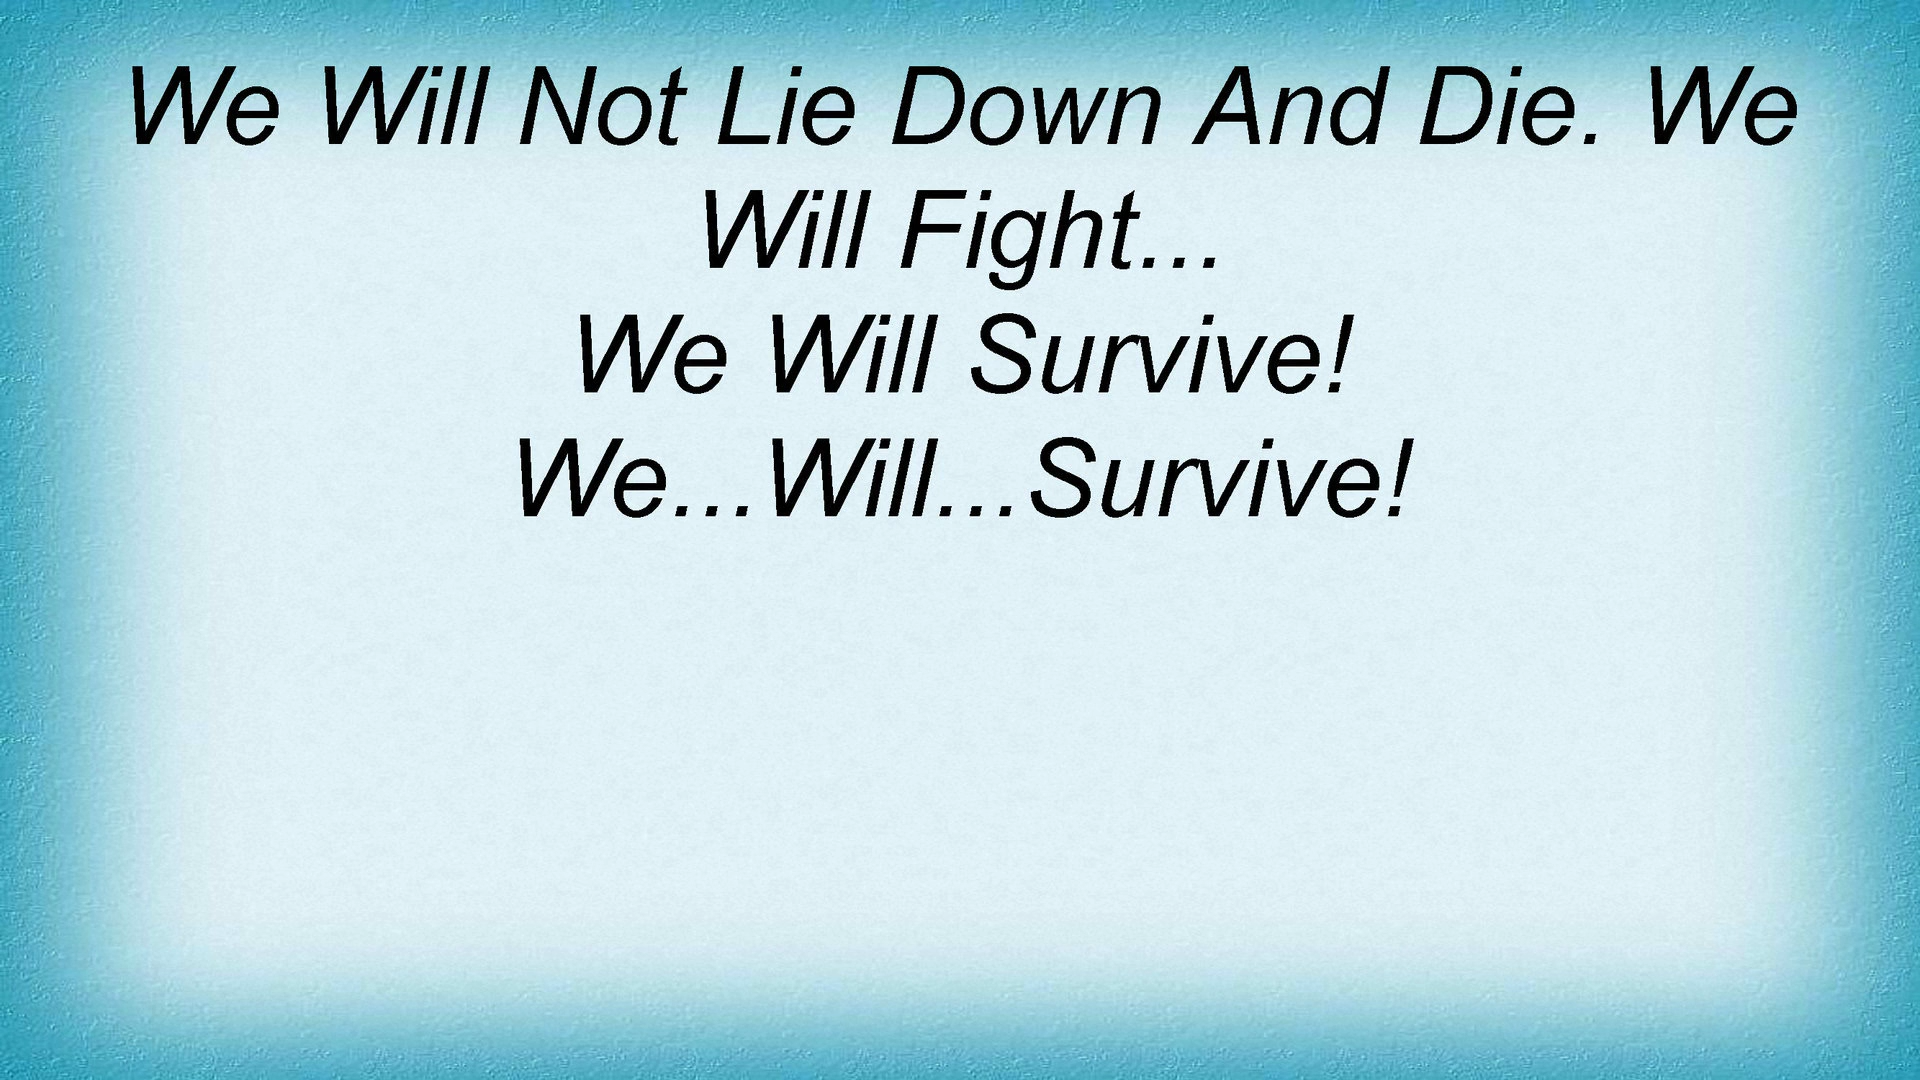 We Will Not Lie Down And Die. We
Will Fight...
We Will Survive!
We...Will...Survive!